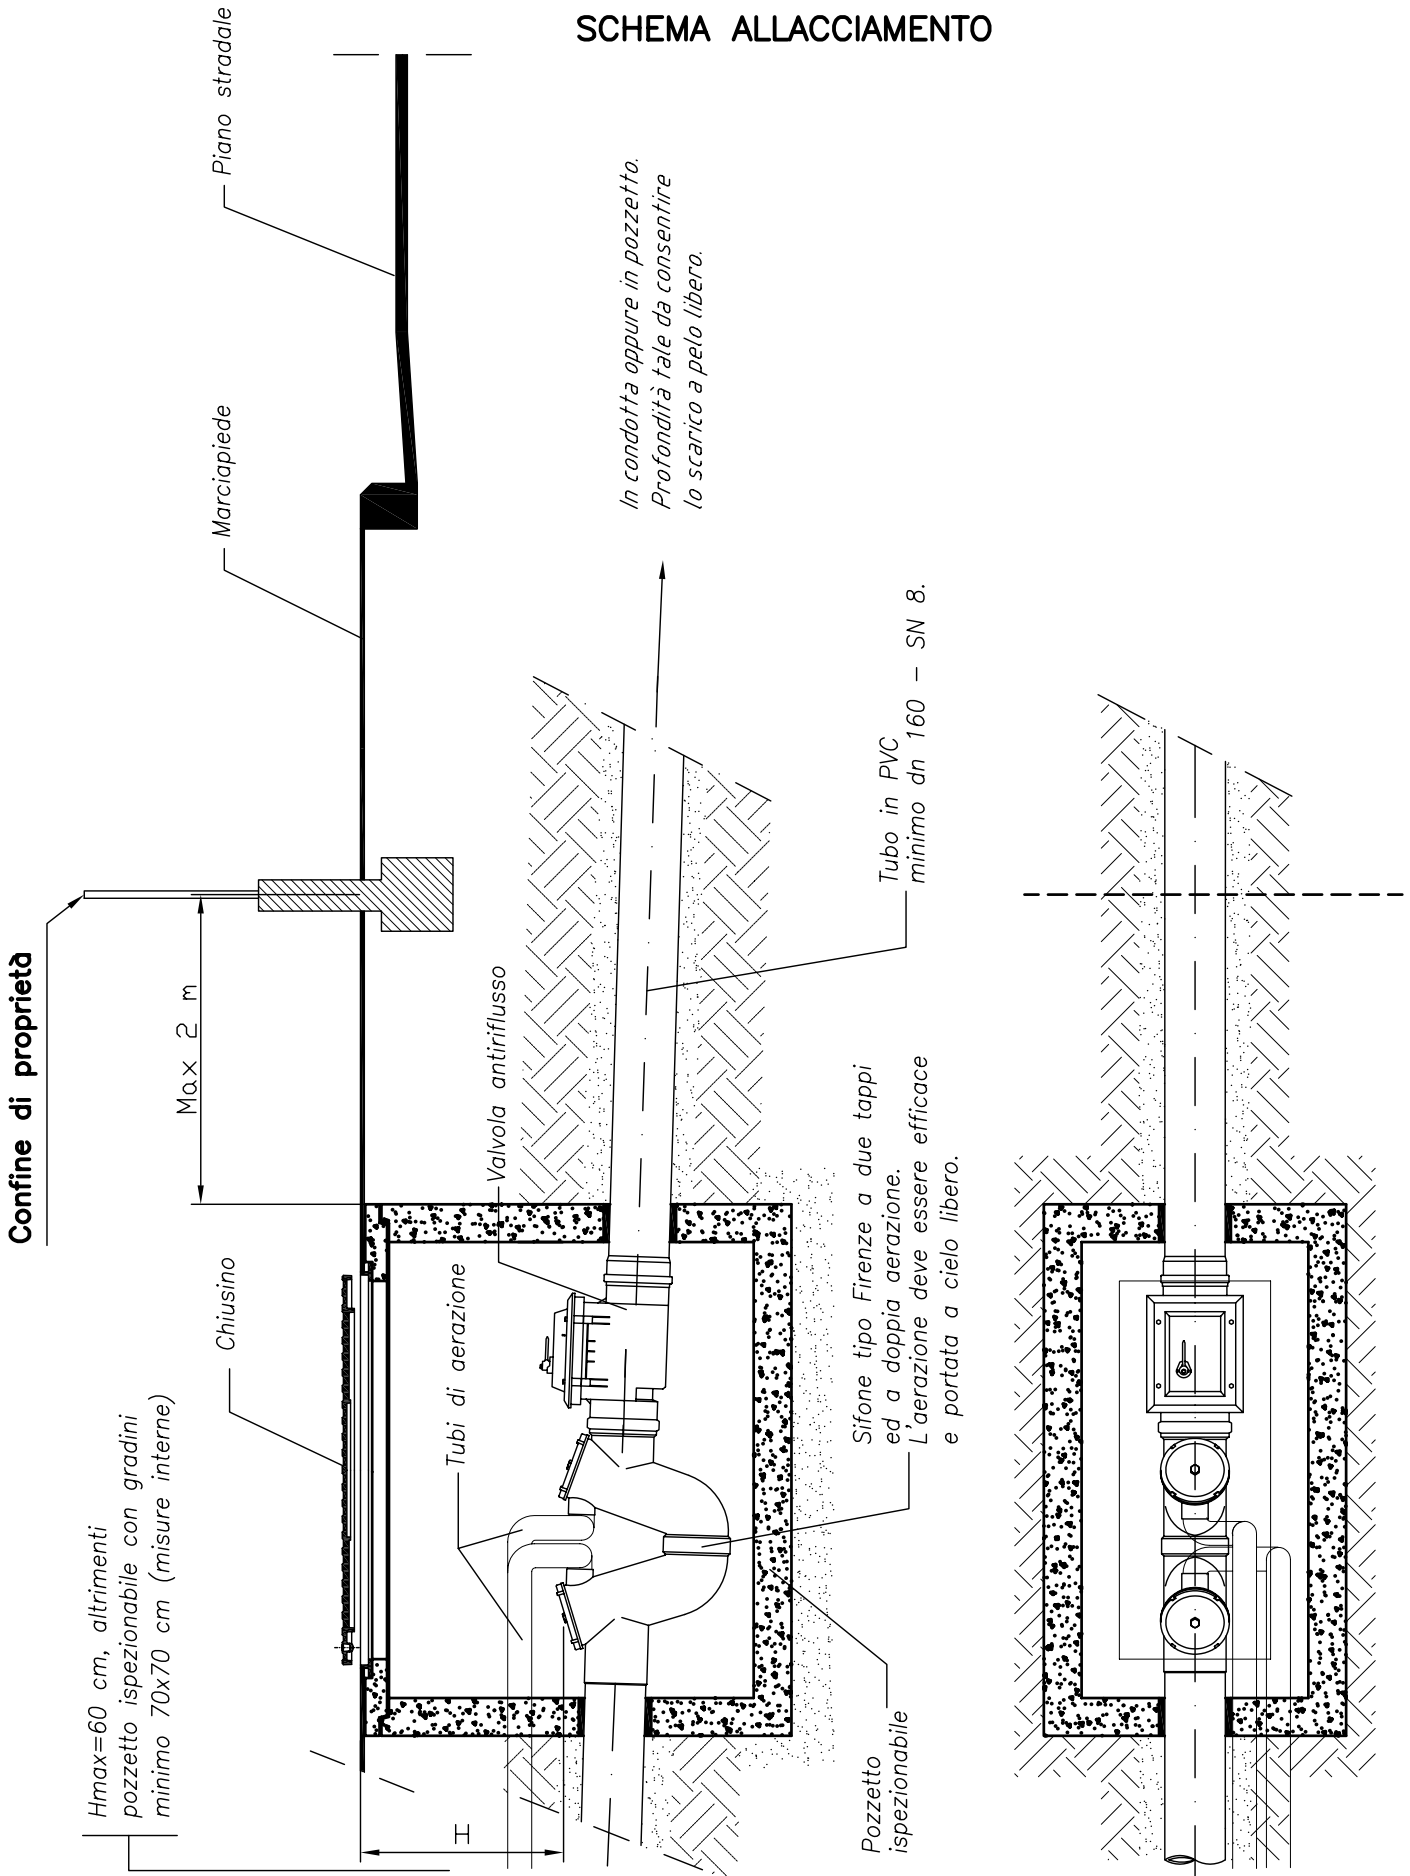 SCHEMA ALLACCIAMENTO
Piano stradale
Marciapiede
Confine di proprietà
Max 2 m
Chiusino
Hmax=60 cm, altrimenti
pozzetto ispezionabile con gradini
minimo 70x70 cm (misure interne)
In condotta oppure in pozzetto.
Profondità tale da consentire
lo scarico a pelo libero.
Valvola antiriflusso
Tubi di aerazione
Tubo in PVC
minimo dn 160 – SN 8.
Sifone tipo Firenze a due tappi
ed a doppia aerazione.
L'aerazione deve essere efficace
e portata a cielo libero.
Pozzetto
ispezionabile
H